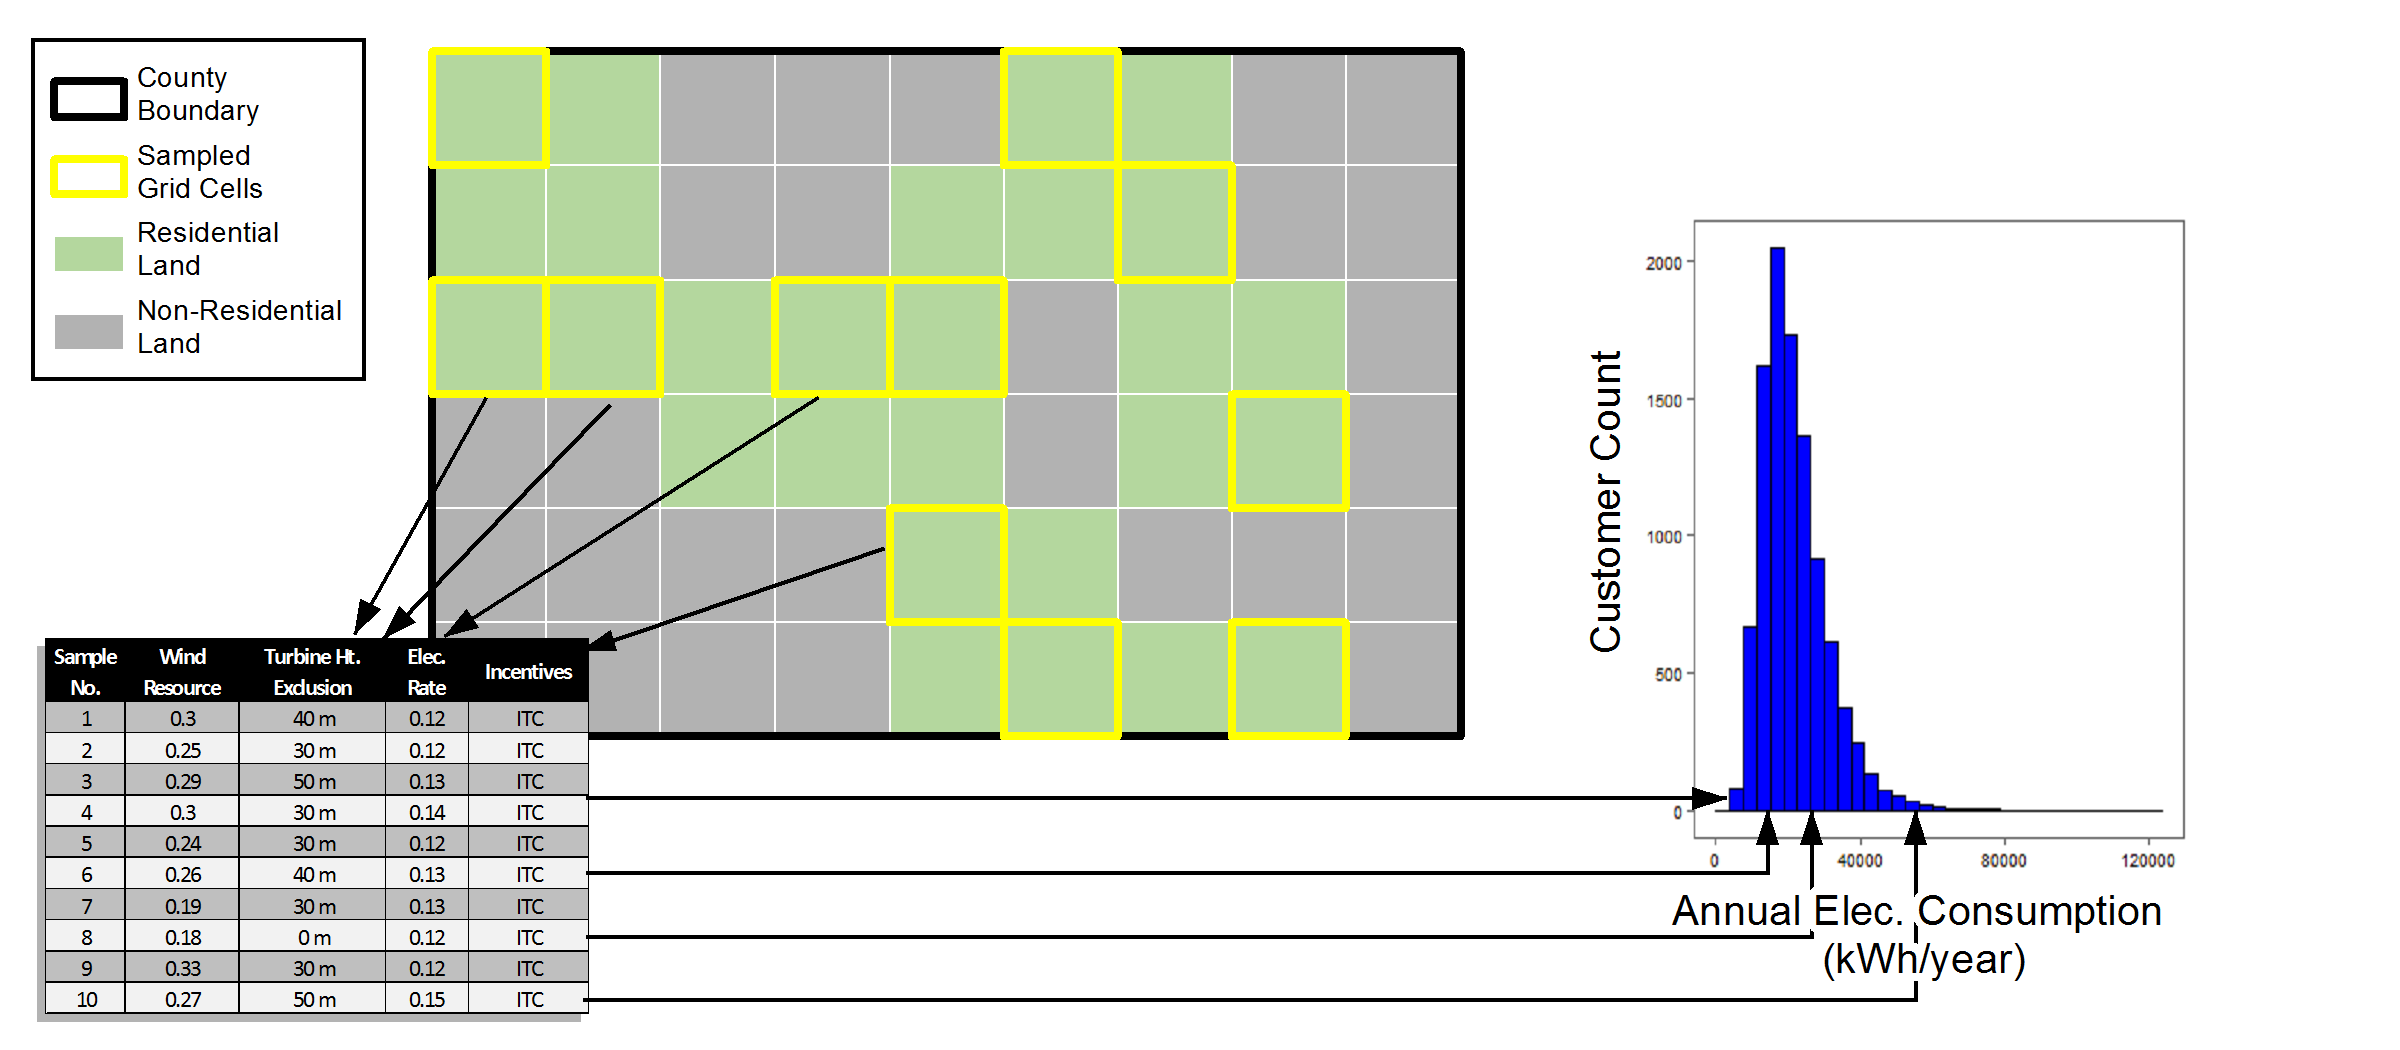 County
Boundary
Sampled
Grid Cells
Residential
Land
Non-Residential
Land
Sample No. Wind Resource Turbine Ht. Exclusion Elec. Rate Incentives
1 0.3 40 m 0.12 ITC
2 0.25 30 m 0.12 ITC
3 0.29 50 m 0.13 ITC
4 0.3 30 m 0.14 ITC
5 0.24 30 m 0.12 ITC
6 0.26 40 m 0.13 ITC
7 0.19 30 m 0.13 ITC
8 0.18 0 m 0.12 ITC
9 0.33 30 m 0.12 ITC
10 0.27 50 m 0.15 ITC
Customer Count
2000
1500
1000
500
0
0 40000 80000 120000
Annual Elec. Consumption
(kWh/year)